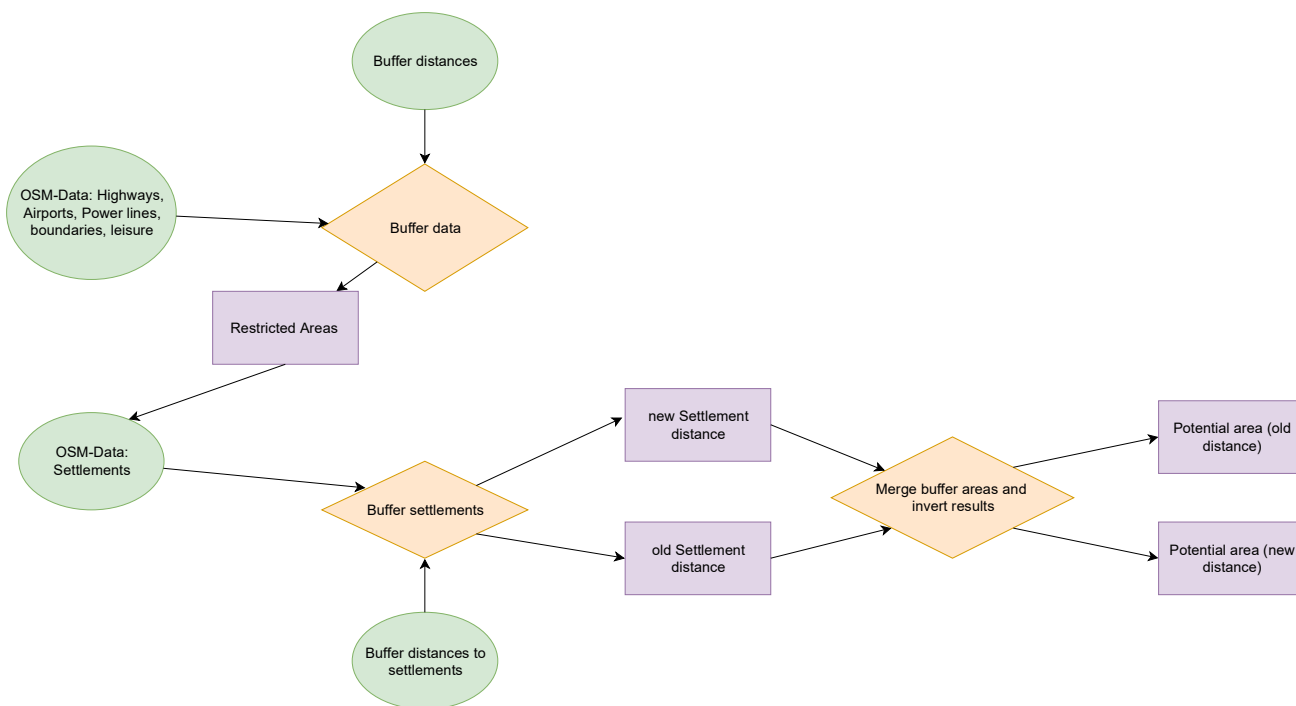 Buffer distances
OSM-Data: Highways,
Airports, Power lines,
boundaries, leisure
Buffer data
Restricted Areas
OSM-Data:
Settlements
Buffer settlements
new Settlement
distance
old Settlement
distance
Merge buffer areas and
invert results
Potential area (old
distance)
Potential area (new
distance)
Buffer distances to
settlements